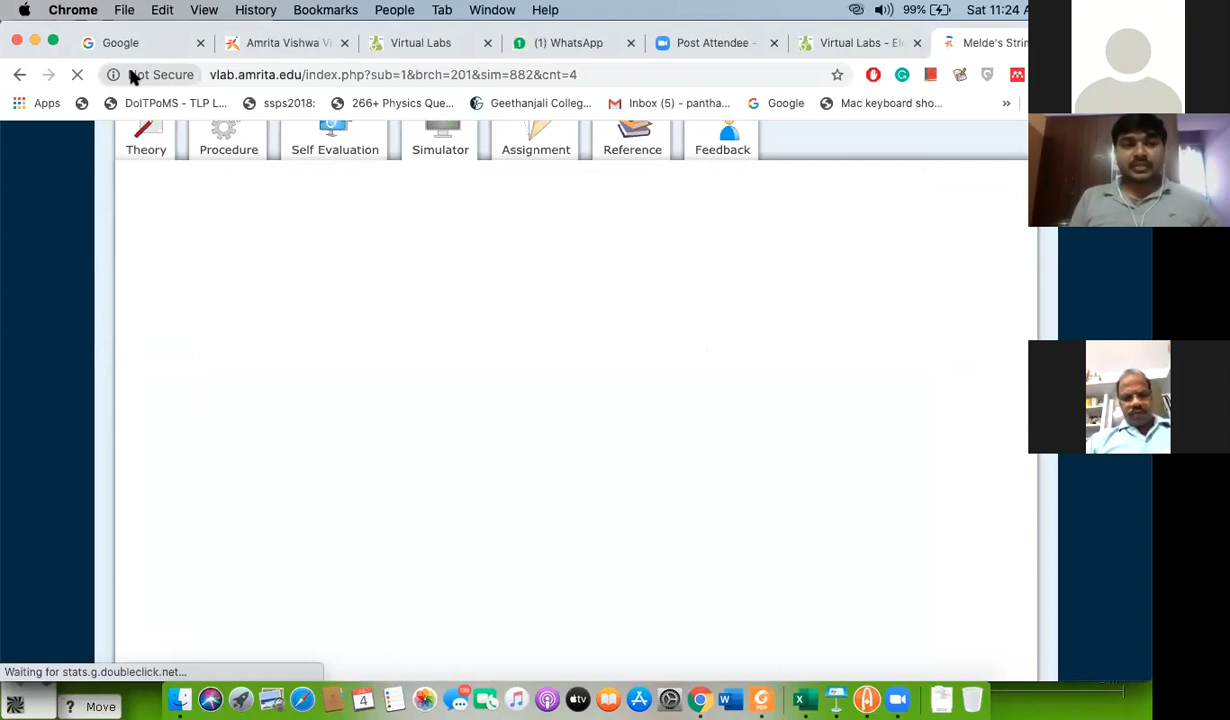 Chrome File Edit View History Bookmarks People Tab Window Help 99% Sat 11:24
Google Amrita Vishwa Vi Virtual Labs (1) WhatsApp Post Attendee - Virtual Labs - Ele Melde's Strin
Not Secure vlab.amrita.edu/index.php?sub=1&brch=201&sim=882&cnt=4
Apps DoITPoMS - TLP L... ssps2018: 266+ Physics Que... Geethanjali Colleg... Inbox (5) - pantha... Google Mac keyboard sho... »
Theory Procedure Self Evaluation Simulator Assignment Reference Feedback
Waiting for stats.g.doubleclick.net...
? Move